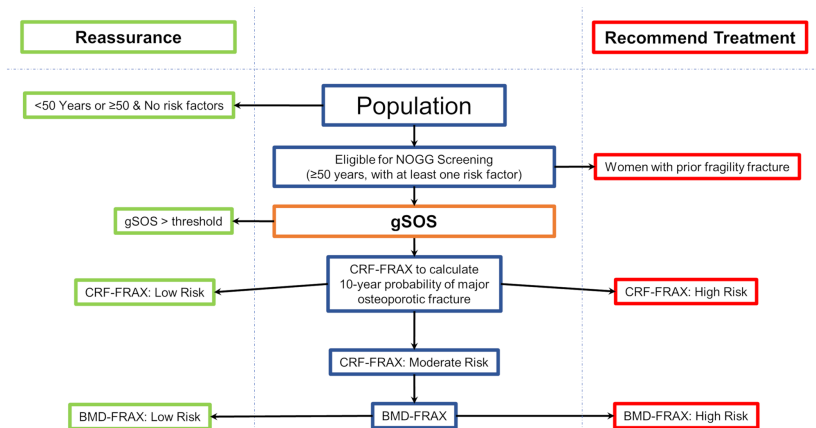 Reassurance
Recommend Treatment
<50 Years or ≥50 & No risk factors
Population
Eligible for NOGG Screening
(≥50 years, with at least one risk factor)
Women with prior fragility fracture
gSOS > threshold
gSOS
CRF-FRAX: Low Risk
CRF-FRAX to calculate
10-year probability of major
osteoporotic fracture
CRF-FRAX: High Risk
CRF-FRAX: Moderate Risk
BMD-FRAX: Low Risk
BMD-FRAX
BMD-FRAX: High Risk